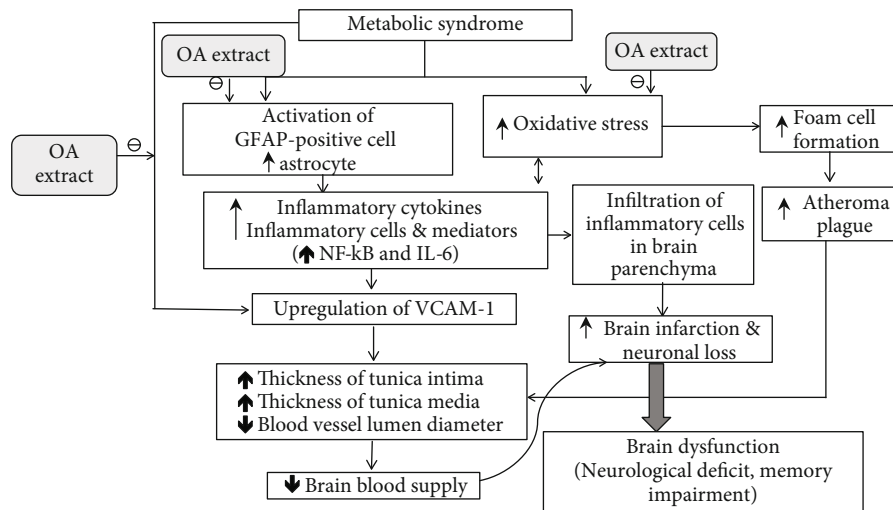 Metabolic syndrome
OA extract
OA extract
⊖
⊖
Activation of
GFAP-positive cell
↑ astrocyte
↑ Oxidative stress
↑ Foam cell
formation
⊖
OA
extract
↑ Inflammatory cytokines
Inflammatory cells & mediators
(↑ NF-kB and IL-6)
Infiltration of
inflammatory cells
in brain
parenchyma
↑ Atheroma
plague
Upregulation of VCAM-1
↑ Brain infarction &
neuronal loss
↑ Thickness of tunica intima
↑ Thickness of tunica media
↓ Blood vessel lumen diameter
Brain dysfunction
(Neurological deficit, memory
impairment)
↓ Brain blood supply